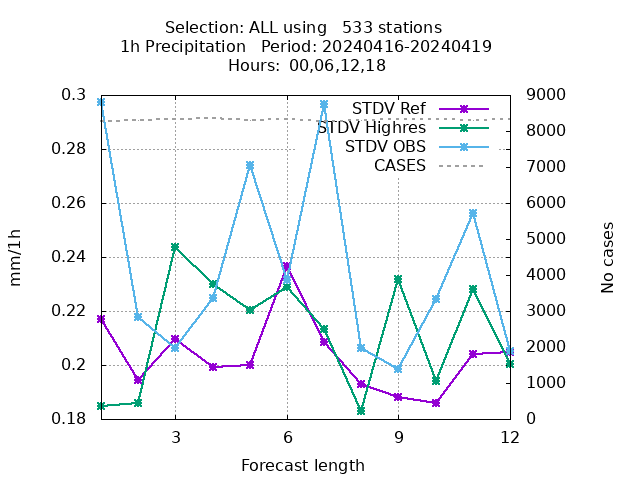 Selection: ALL using   533 stations
1h Precipitation   Period: 20240416-20240419
Hours: 00,06,12,18
0.3
0.28
0.26
0.24
0.22
0.2
0.18
9000
8000
7000
6000
5000
4000
3000
2000
1000
0
STDV Ref
STDV Highres
STDV OBS
CASES
mm/1h
No cases
3
6
9
12
Forecast length